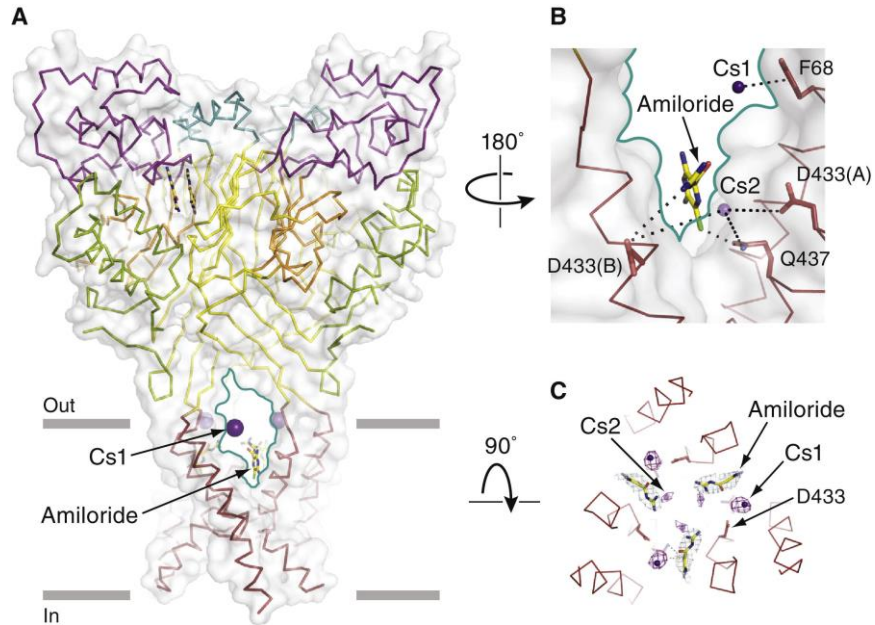 A
Out
Cs1
Amiloride
In
180°
B
Cs1
F68
Amiloride
D433(A)
Cs2
D433(B)
Q437
90°
C
Amiloride
Cs2
Cs1
D433